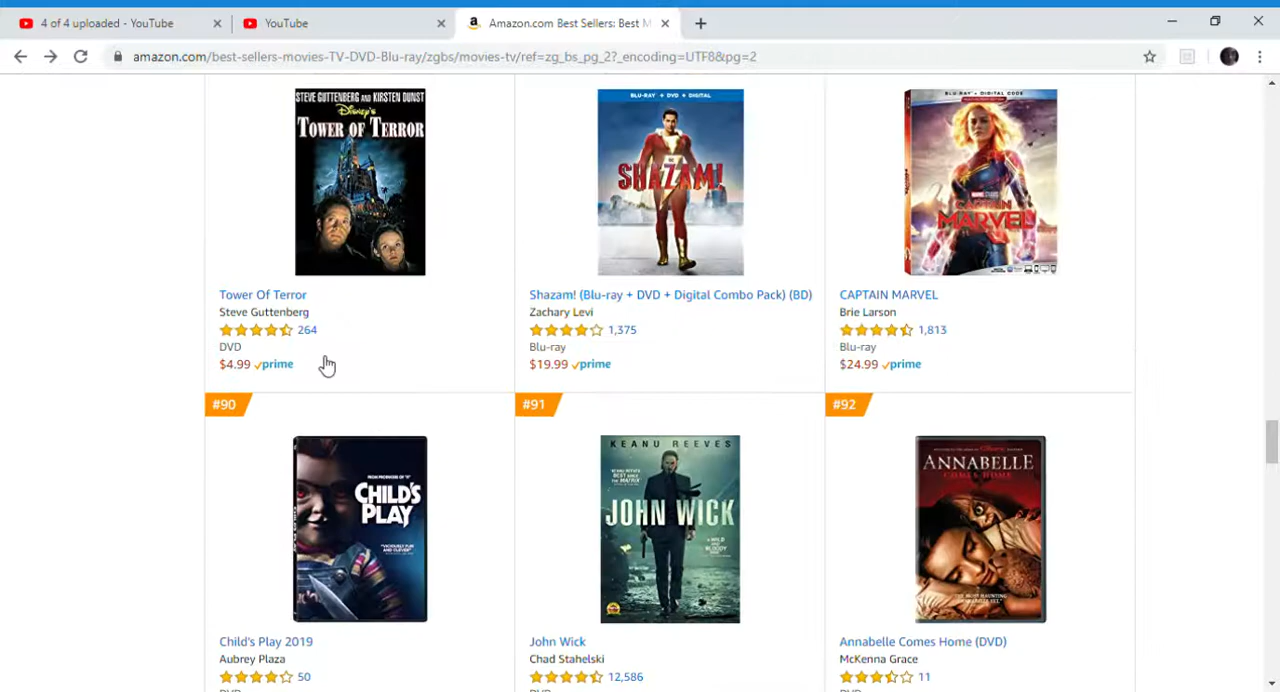 4 of 4 uploaded - YouTube
YouTube
Amazon.com Best Sellers: Best M
amazon.com/best-sellers-movies-TV-DVD-Blu-ray/zgbs/movies-tv/ref=zg_bs_pg_2?_encoding=UTF8&pg=2
STEVE GUTTENBERG AND KIRSTEN DUNST
Disney's
TOWER OF TERROR
BLU-RAY + DVD + DIGITAL
SHAZAM!
BLU-RAY + DIGITAL CODE
CAPTAIN
MARVEL
Tower Of Terror
Steve Guttenberg
264
DVD
$4.99 prime
Shazam! (Blu-ray + DVD + Digital Combo Pack) (BD)
Zachary Levi
1,375
Blu-ray
$19.99 prime
CAPTAIN MARVEL
Brie Larson
1,813
Blu-ray
$24.99 prime
#90
#91
#92
CHILD'S
PLAY
KEANU REEVES
JOHN WICK
ANNABELLE
COMES HOME
Child's Play 2019
Aubrey Plaza
50
DVD
John Wick
Chad Stahelski
12,586
DVD
Annabelle Comes Home (DVD)
McKenna Grace
11
DVD